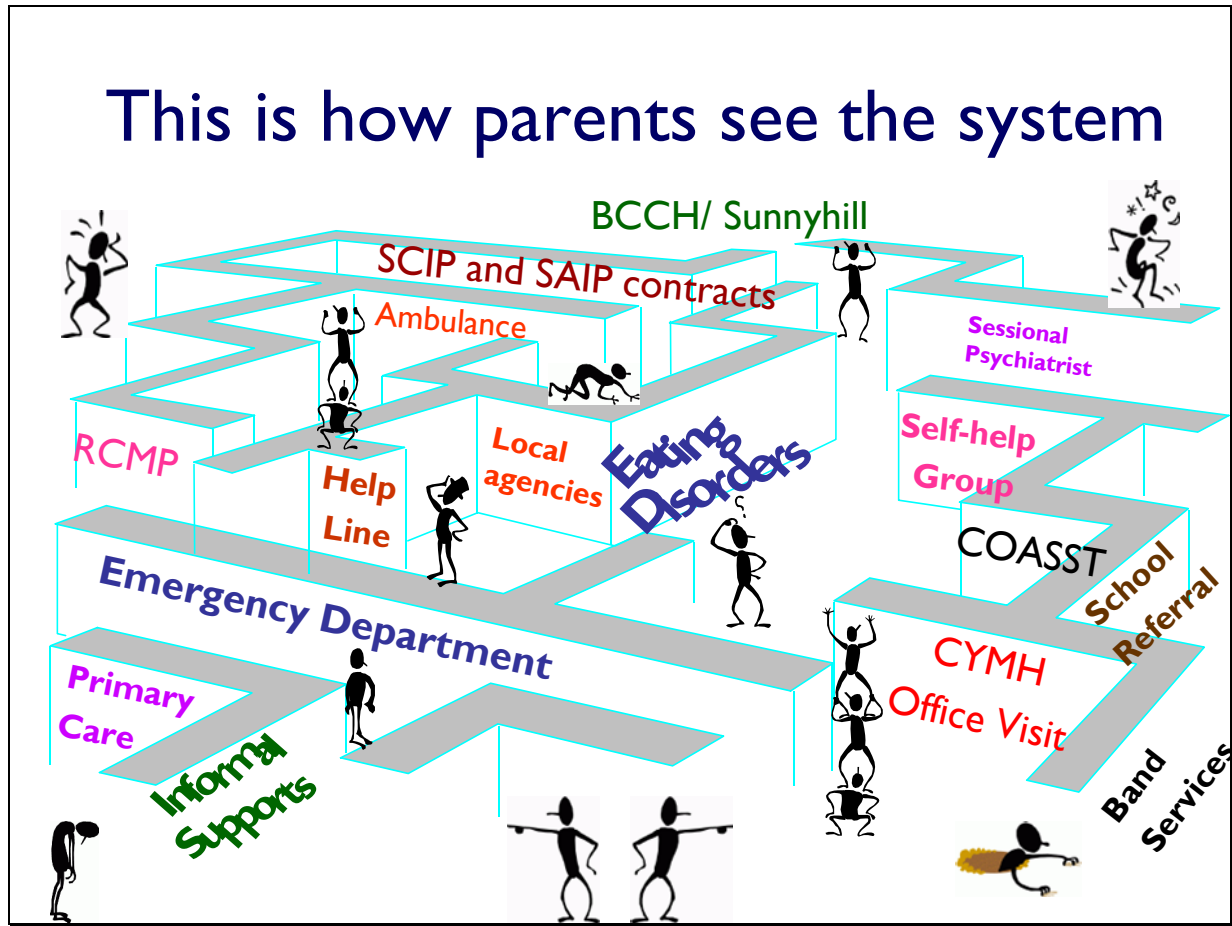 This is how parents see the system
BCCH/ Sunnyhill
SCIP and SAIP contracts
Ambulance
Sessional
Psychiatrist
RCMP
Help
Line
Local
agencies
Eating
Disorders
Self-help
Group
COASST
School
Referral
Emergency Department
CYMH
Office Visit
Primary
Care
Informal
Supports
Band
Services